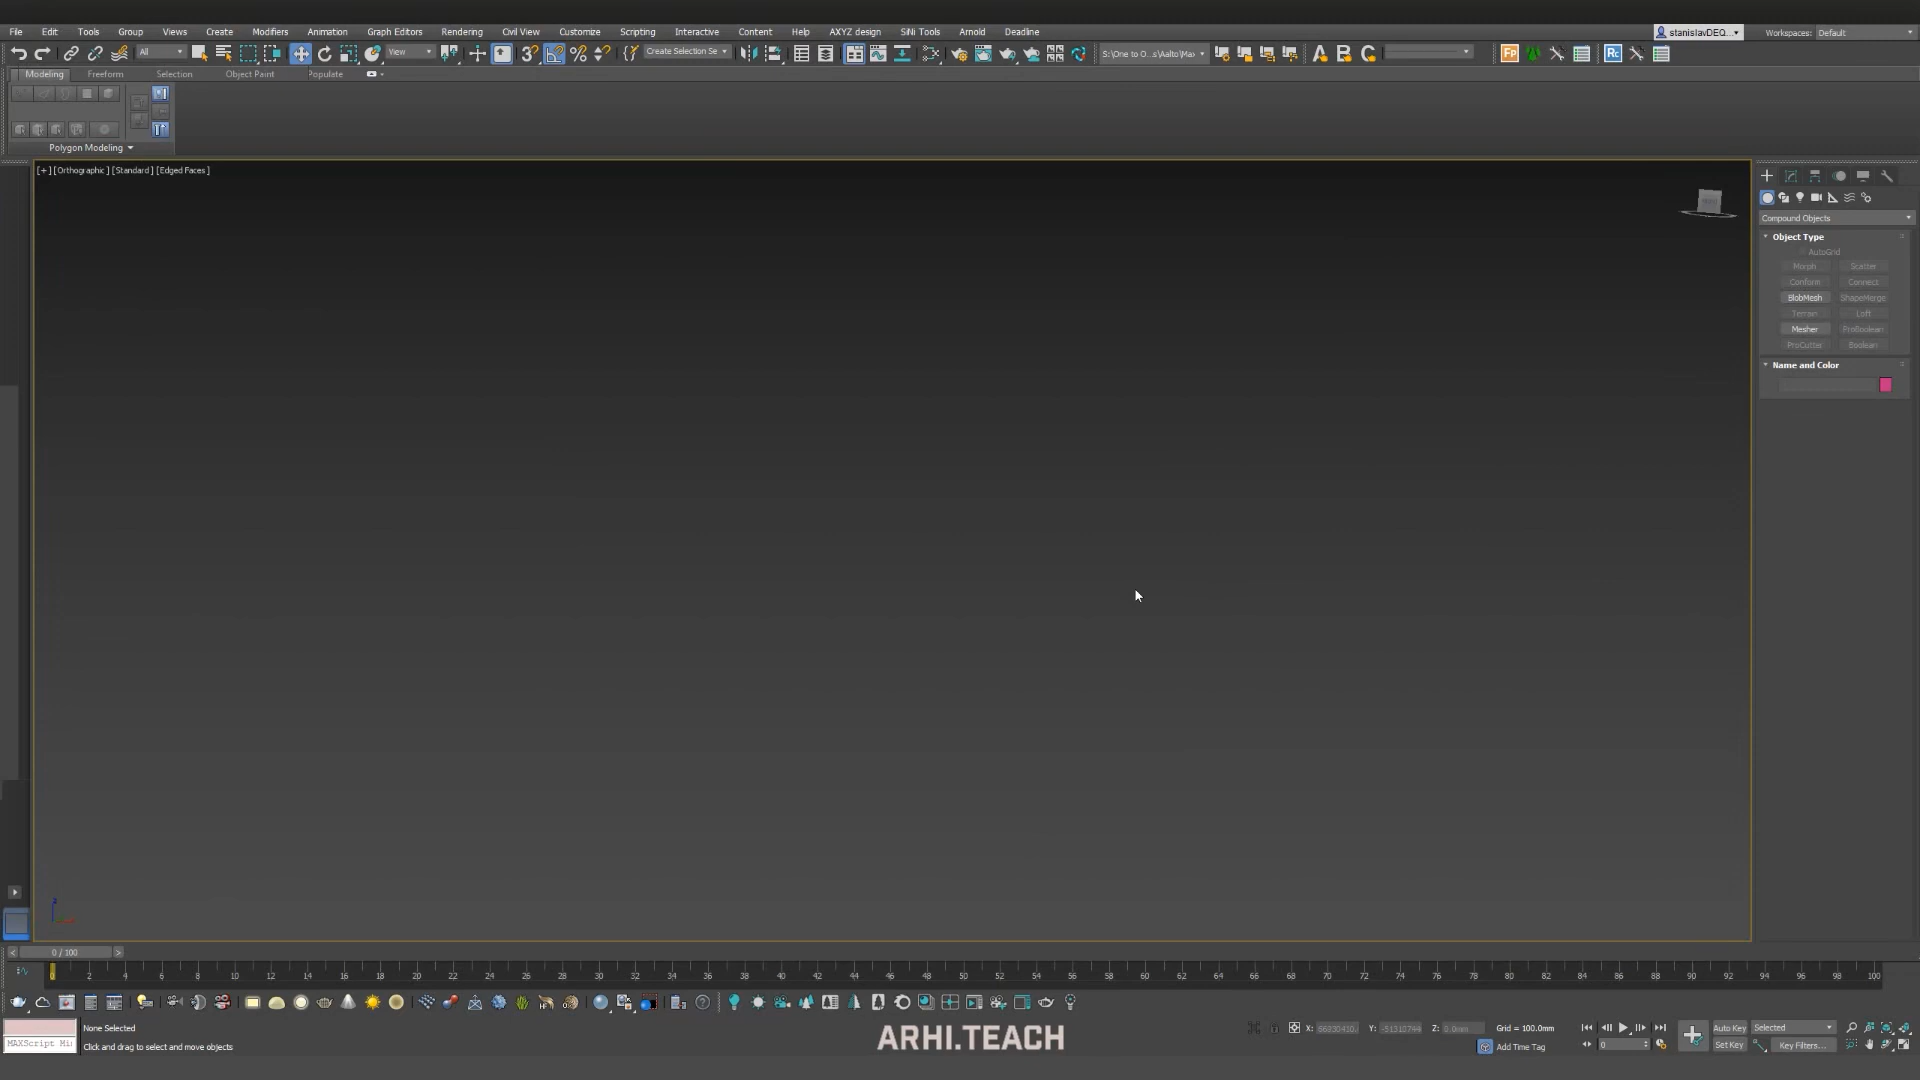 File Edit Tools Group Views Create Modifiers Animation Graph Editors Rendering Civil View Customize Scripting Interactive Content Help AXYZ design SiNi Tools Arnold Deadline
stanislavDEQ... Workspaces: Default
All View Create Selection Se S:\One to O...s\Aalto\Max
Modeling Freeform Selection Object Paint Populate
Polygon Modeling
[+] [Orthographic] [Standard] [Edged Faces]
Compound Objects
Object Type
AutoGrid
Morph Scatter
Conform Connect
BlobMesh ShapeMerge
Terrain Loft
Mesher ProBoolean
ProCutter Boolean
Name and Color
0 / 100
0 2 4 6 8 10 12 14 16 18 20 22 24 26 28 30 32 34 36 38 40 42 44 46 48 50 52 54 56 58 60 62 64 66 68 70 72 74 76 78 80 82 84 86 88 90 92 94 96 98 100
None Selected
MAXScript Mi
Click and drag to select and move objects
ARHI.TEACH
X: Y: Z: 0.0mm Grid = 100.0mm
Add Time Tag
Auto Key Selected
0 Set Key Key Filters...